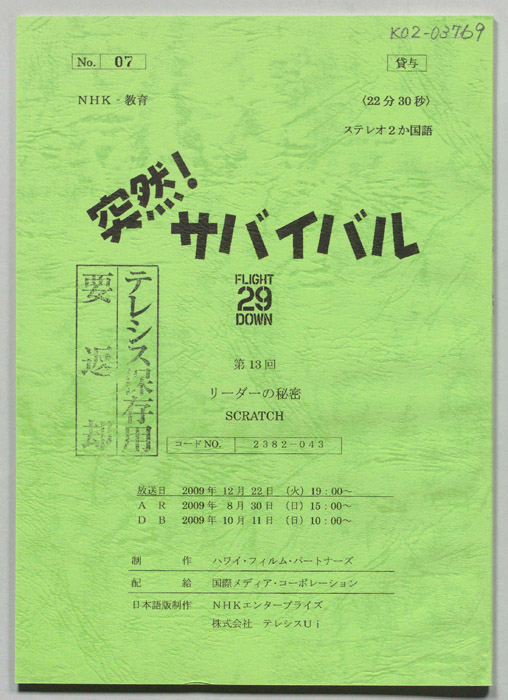 K02-03769
No. 07
貸与
NHK - 教育
〈22分30秒〉
ステレオ2か国語
突然!
サバイバル
FLIGHT
29
DOWN
テレシス保存用
要返却
第13回
リーダーの秘密
SCRATCH
コードNO. 2382-043
放送日 2009年 12月 22日 (火) 19:00～
AR 2009年 8月 30日 (日) 15:00～
DB 2009年 10月 11日 (日) 10:00～
制作 ハワイ・フィルム・パートナーズ
配給 国際メディア・コーポレーション
日本語版制作 NHKエンタープライズ
株式会社 テレシスUi